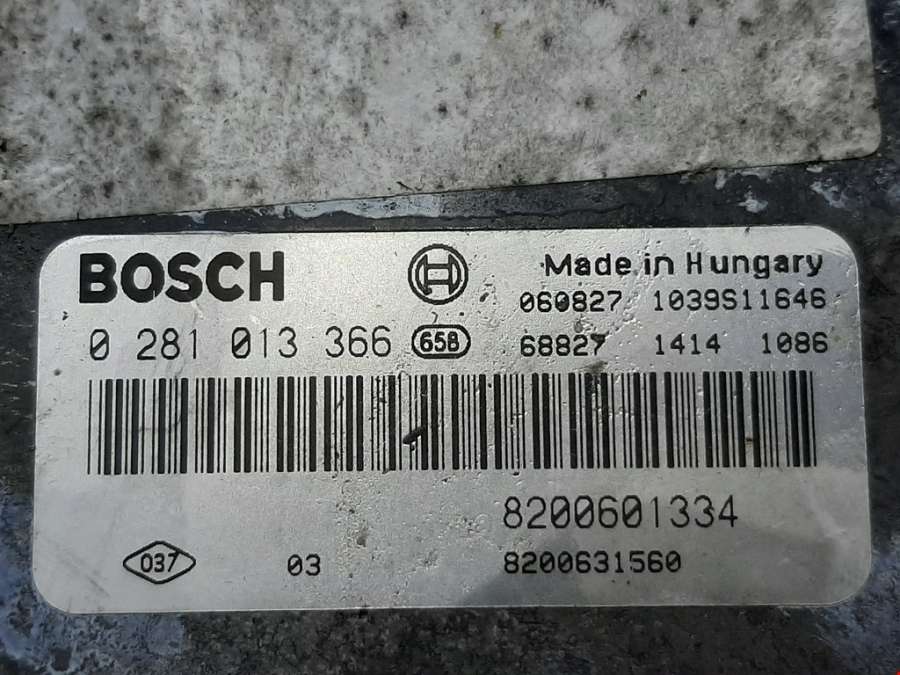 BOSCH
Made in Hungary
060827 1039S11646
0 281 013 366 658
68827 1414 1086
8200601334
037 03 8200631560